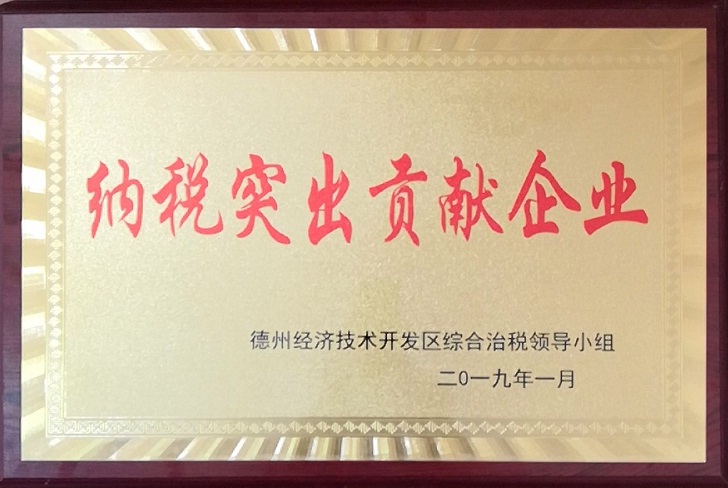 纳税突出贡献企业
德州经济技术开发区综合治税领导小组
二0一九年一月